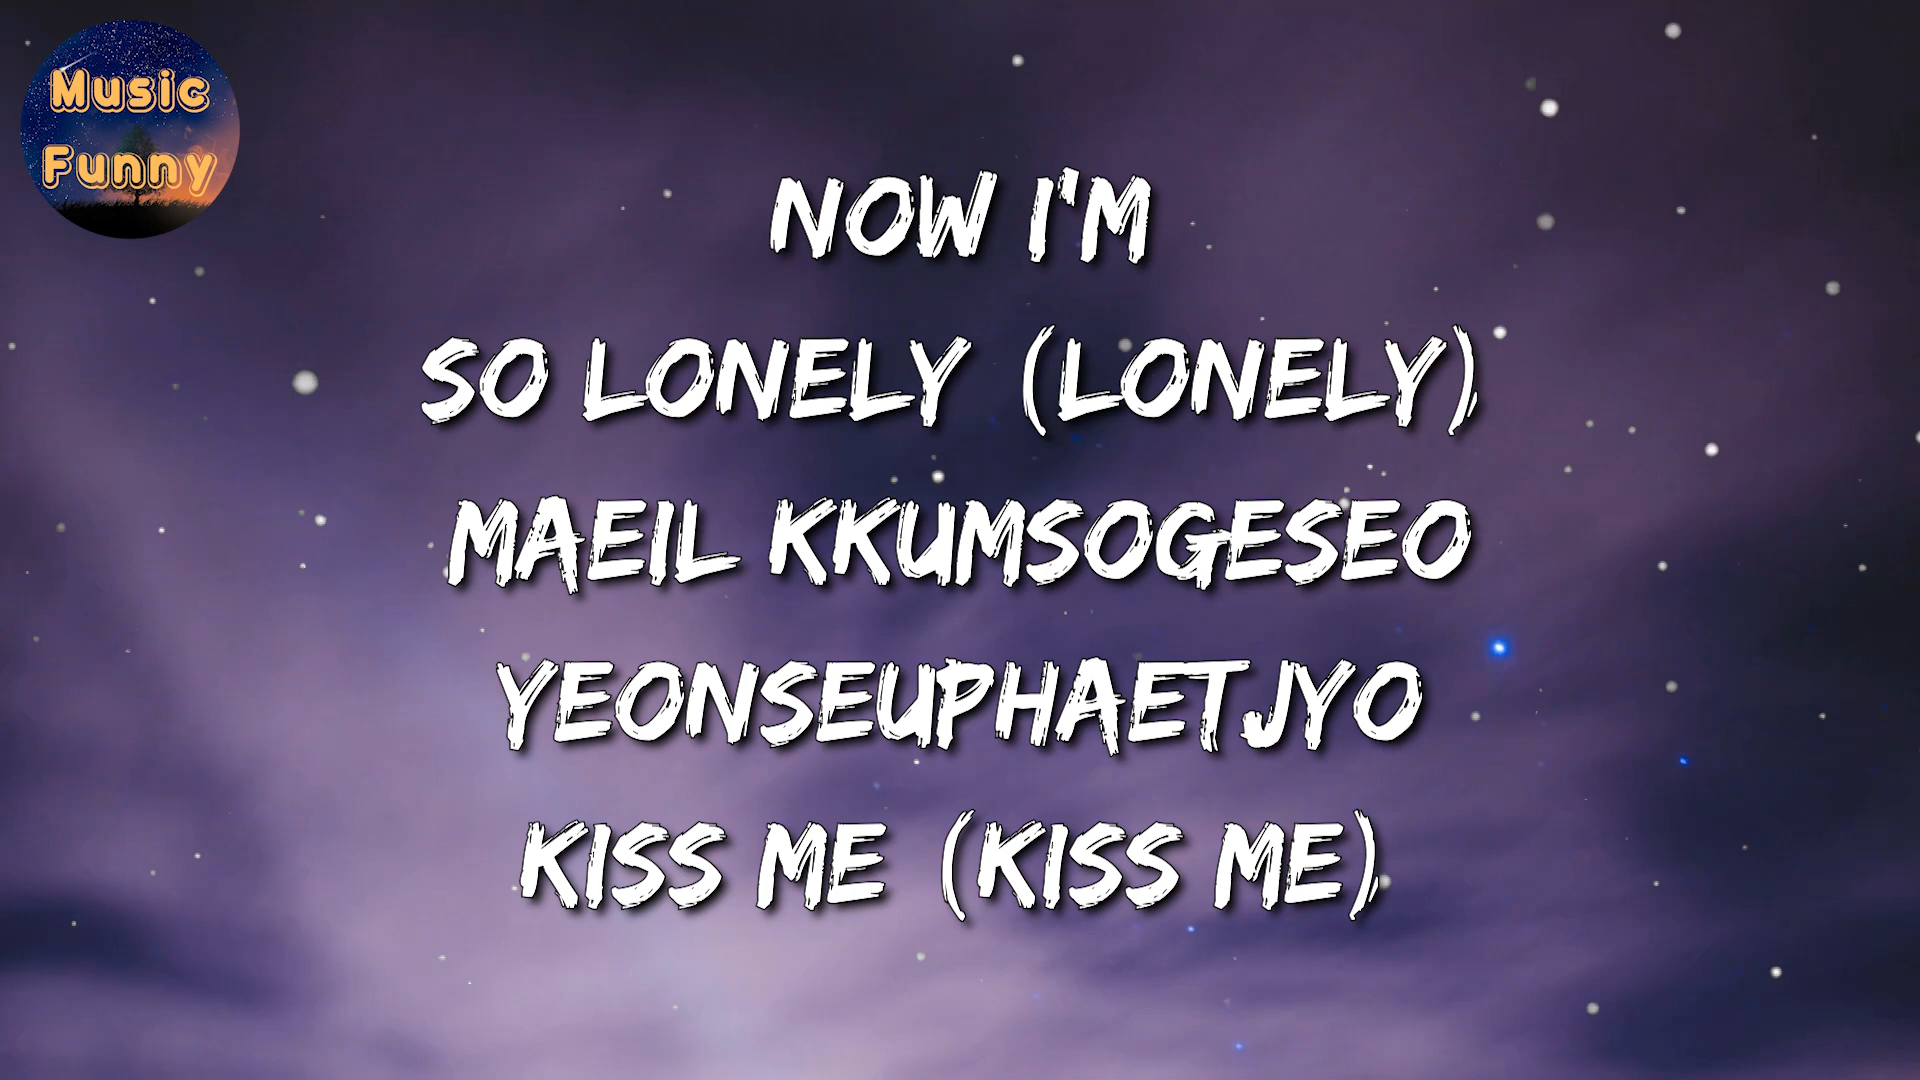 Music
Funny
NOW I'M
SO LONELY (LONELY)
MAEIL KKUMSOGESEO
YEONSEUPHAETJYO
KISS ME (KISS ME)